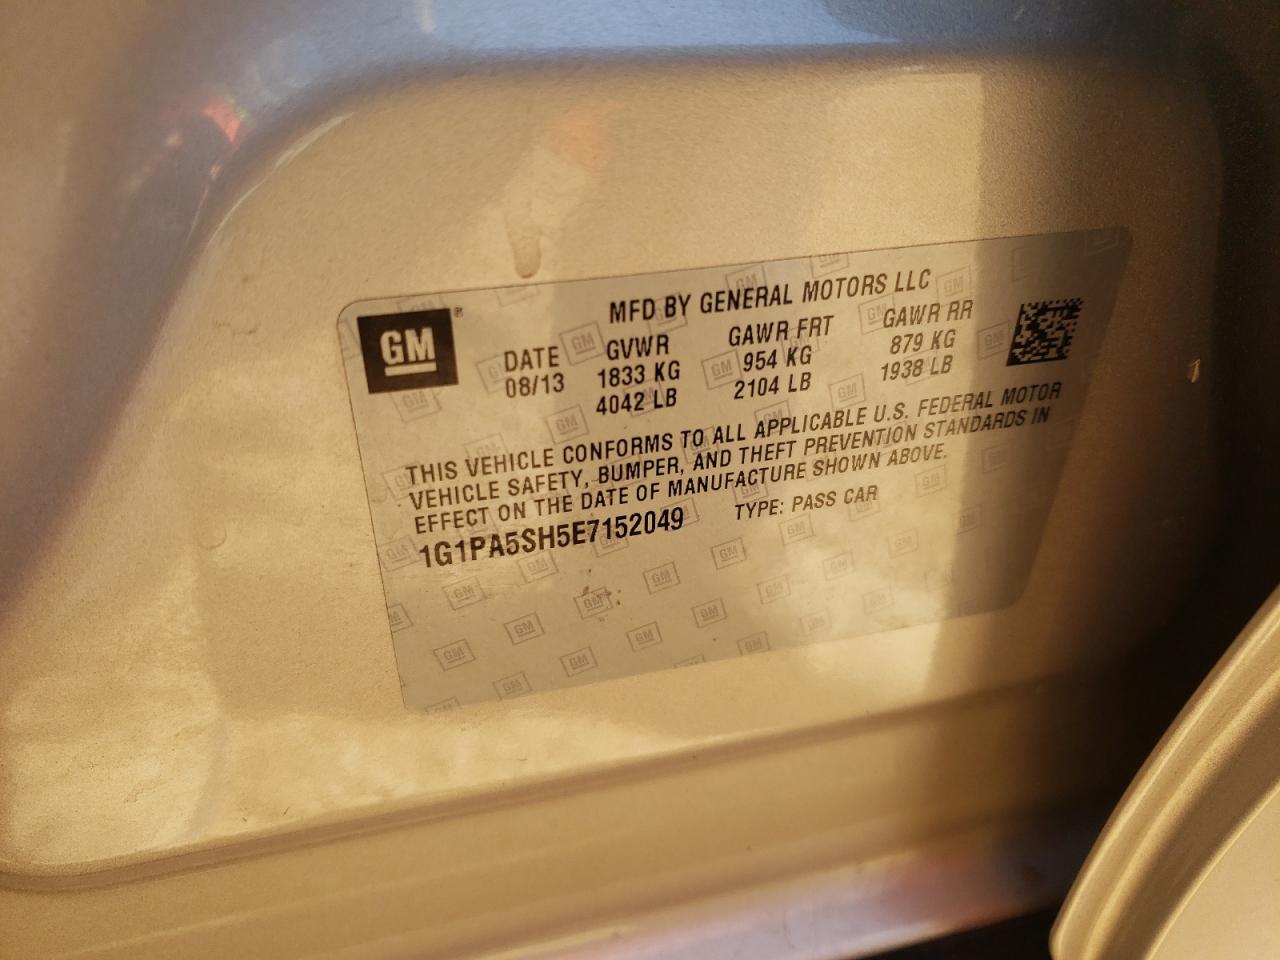 GM
MFD BY GENERAL MOTORS LLC
DATE GVWR GAWR FRT GAWR RR
08/13 1833 KG 954 KG 879 KG
4042 LB 2104 LB 1938 LB
THIS VEHICLE CONFORMS TO ALL APPLICABLE U.S. FEDERAL MOTOR
VEHICLE SAFETY, BUMPER, AND THEFT PREVENTION STANDARDS IN
EFFECT ON THE DATE OF MANUFACTURE SHOWN ABOVE.
1G1PA5SH5E7152049 TYPE: PASS CAR